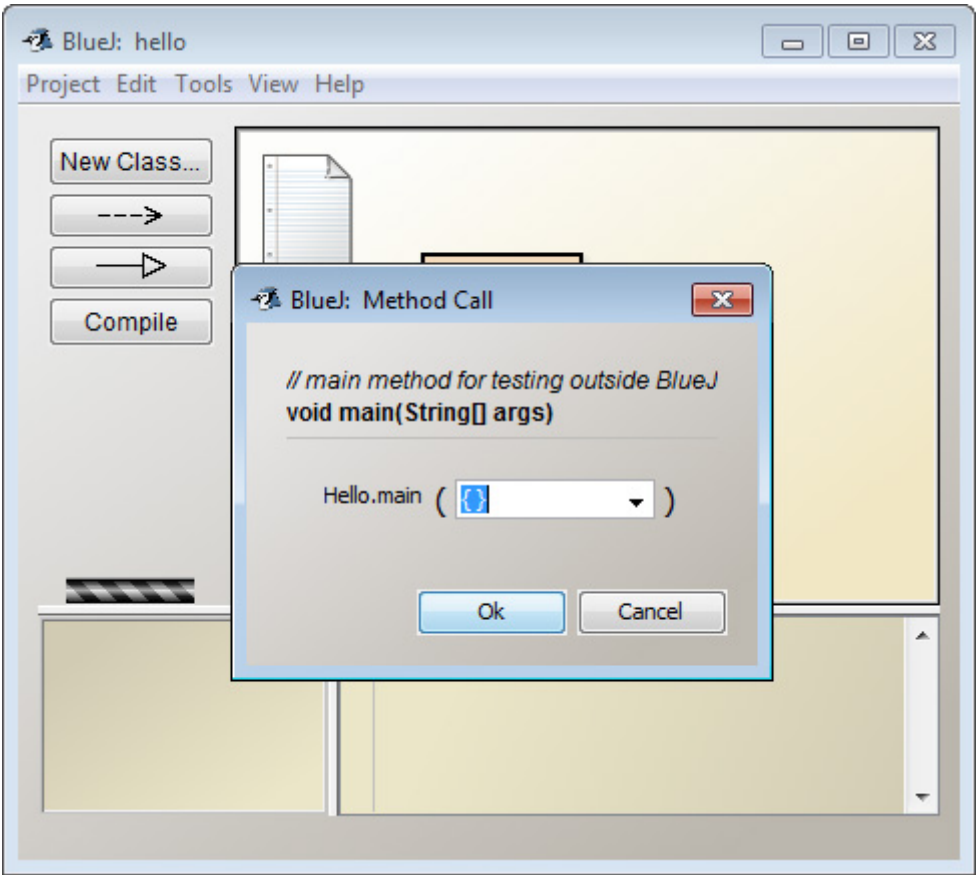 BlueJ: hello
Project Edit Tools View Help
New Class...
Compile
BlueJ: Method Call
// main method for testing outside BlueJ
void main(String[] args)
Hello.main ( {} )
Ok Cancel